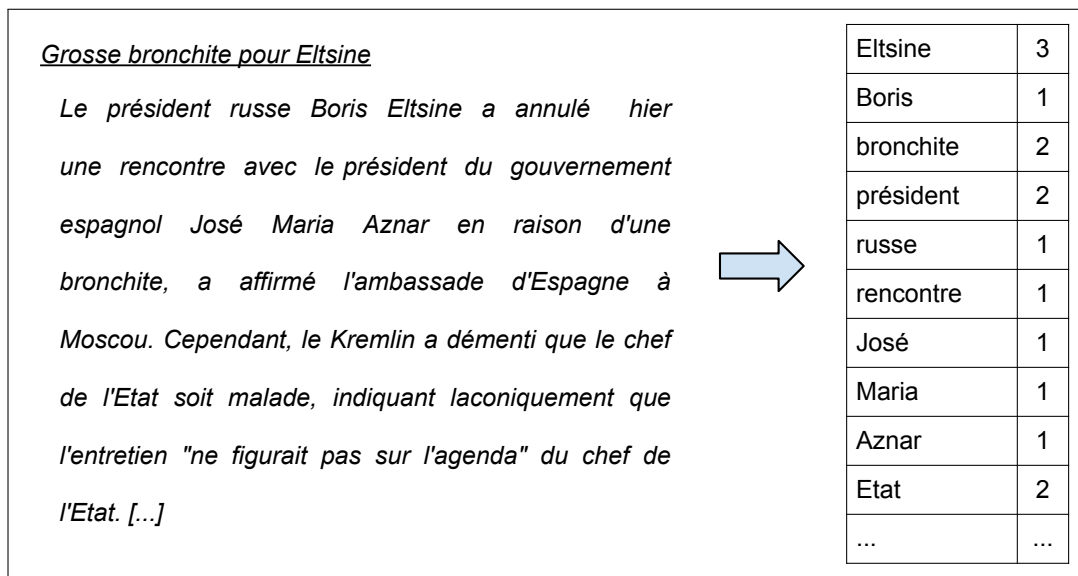 Grosse bronchite pour Eltsine
Le président russe Boris Eltsine a annulé hier
une rencontre avec le président du gouvernement
espagnol José Maria Aznar en raison d'une
bronchite, a affirmé l'ambassade d'Espagne à
Moscou. Cependant, le Kremlin a démenti que le chef
de l'Etat soit malade, indiquant laconiquement que
l'entretien "ne figurait pas sur l'agenda" du chef de
l'Etat. [...]
Eltsine 3
Boris 1
bronchite 2
président 2
russe 1
rencontre 1
José 1
Maria 1
Aznar 1
Etat 2
... ...